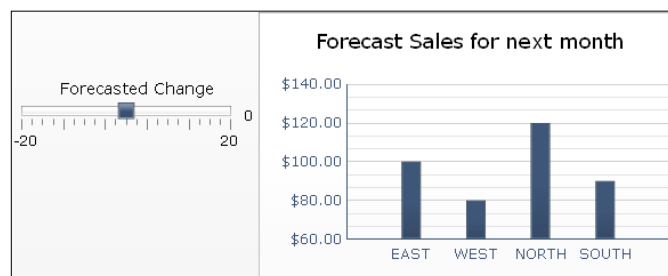 Forecasted Change
0
-20 20
Forecast Sales for next month
$140.00
$120.00
$100.00
$80.00
$60.00
EAST WEST NORTH SOUTH